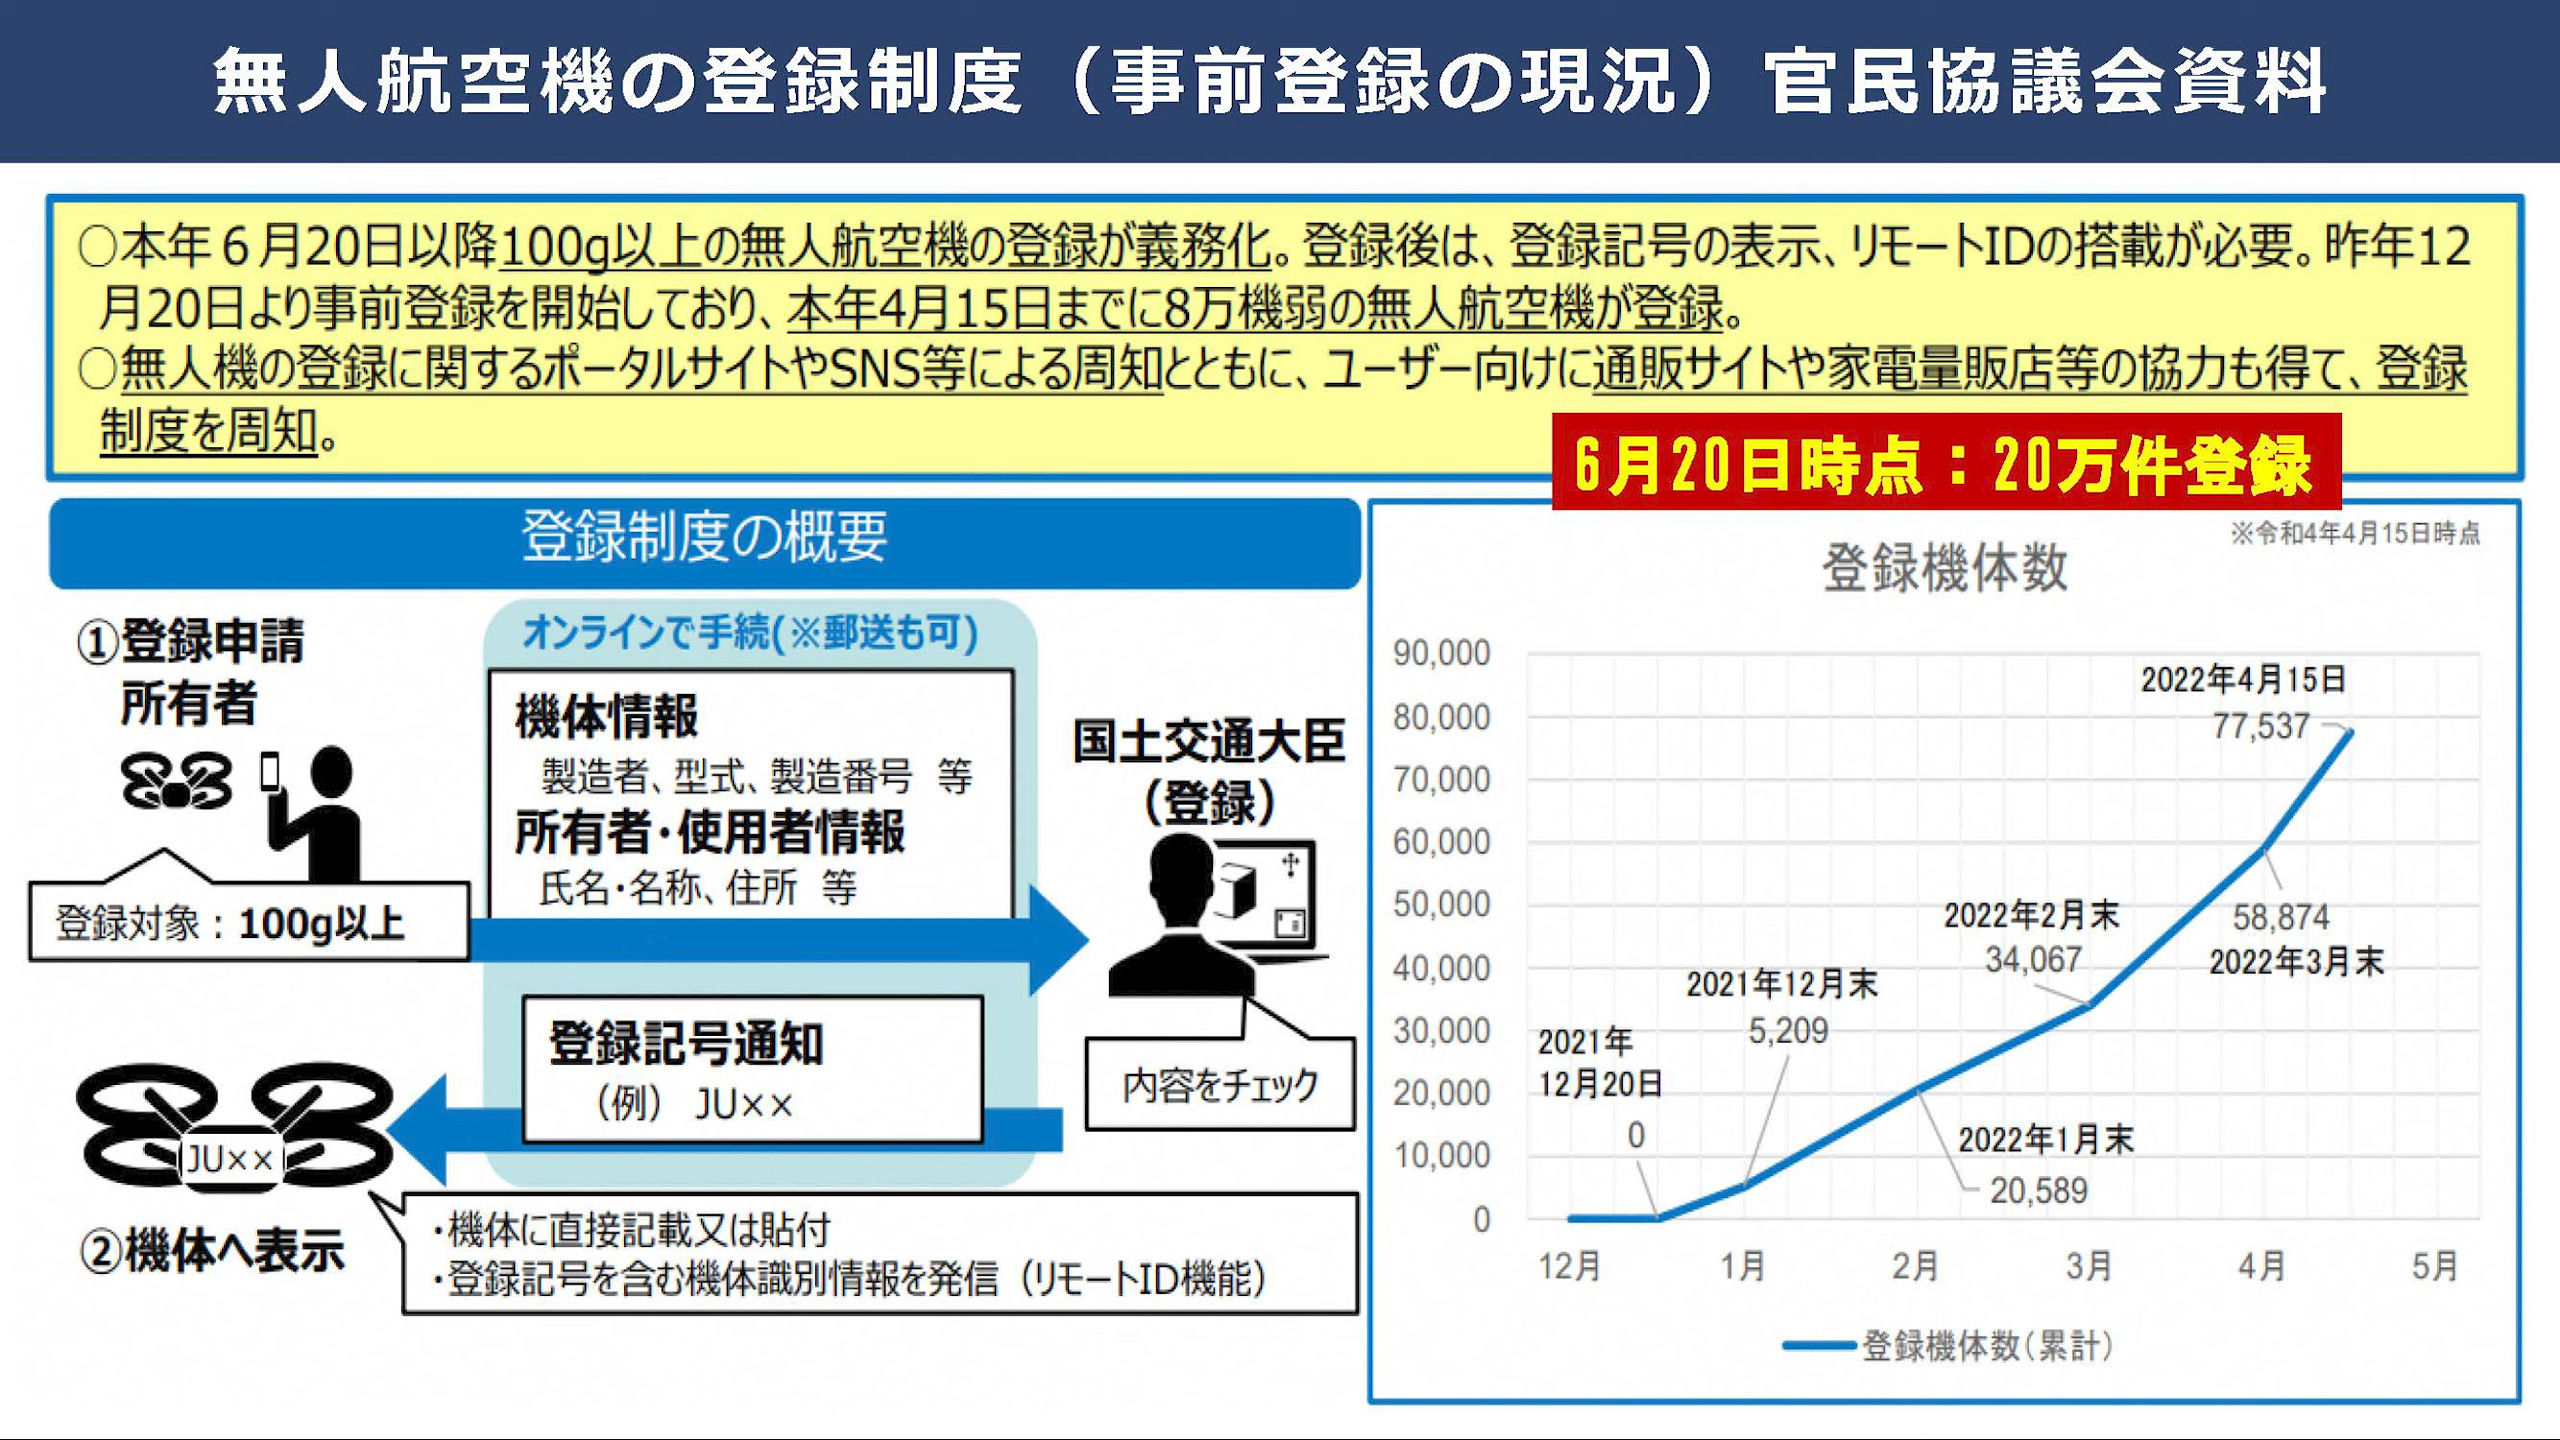 無人航空機の登録制度（事前登録の現況）官民協議会資料
○本年６月20日以降100g以上の無人航空機の登録が義務化。登録後は、登録記号の表示、リモートIDの搭載が必要。昨年12
月20日より事前登録を開始しており、本年4月15日までに8万機弱の無人航空機が登録。
○無人機の登録に関するポータルサイトやSNS等による周知とともに、ユーザー向けに通販サイトや家電量販店等の協力も得て、登録
制度を周知。
6月20日時点：20万件登録
登録制度の概要
①登録申請
所有者
登録対象：100g以上
オンラインで手続(※郵送も可)
機体情報
製造者、型式、製造番号　等
所有者・使用者情報
氏名・名称、住所　等
国土交通大臣
（登録）
内容をチェック
登録記号通知
（例） JU××
JU××
②機体へ表示
・機体に直接記載又は貼付
・登録記号を含む機体識別情報を発信（リモートID機能）
※令和4年4月15日時点
登録機体数
90,000
80,000
70,000
60,000
50,000
40,000
30,000
20,000
10,000
0
2021年
12月20日
0
2021年12月末
5,209
2022年1月末
20,589
2022年2月末
34,067
58,874
2022年3月末
2022年4月15日
77,537
12月 1月 2月 3月 4月 5月
登録機体数（累計）